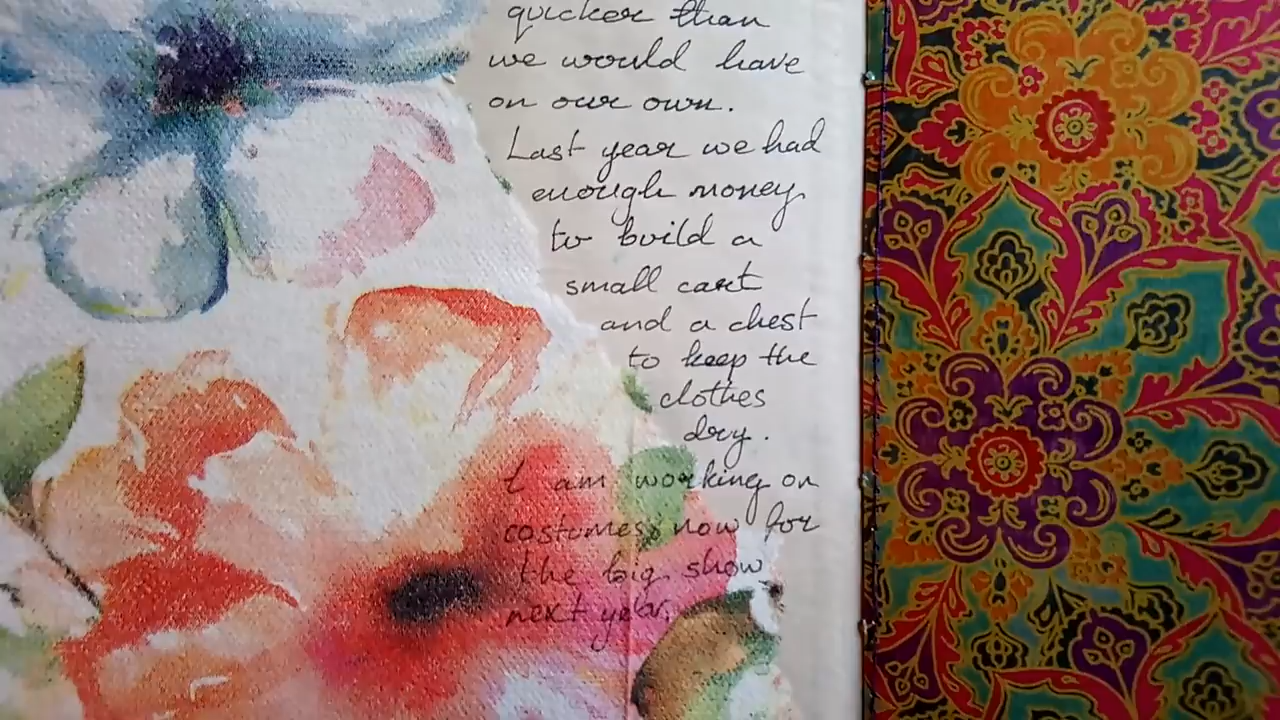 quicker than
we would have
on our own.
Last year we had
enough money
to build a
small cart
and a chest
to keep the
clothes
dry.
I am working on
costumes now for
the big show
next year.